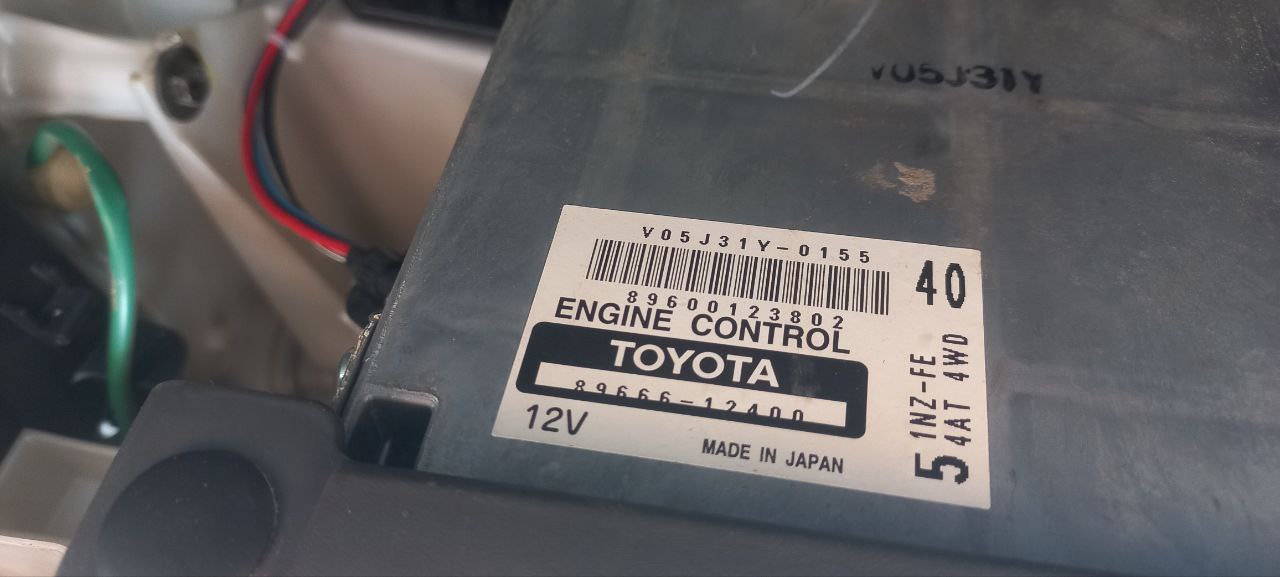 V05J31Y
V05J31Y-0155
89600123802
ENGINE CONTROL
TOYOTA
89666-12400
12V
MADE IN JAPAN
40
1NZ-FE
4AT 4WD
5